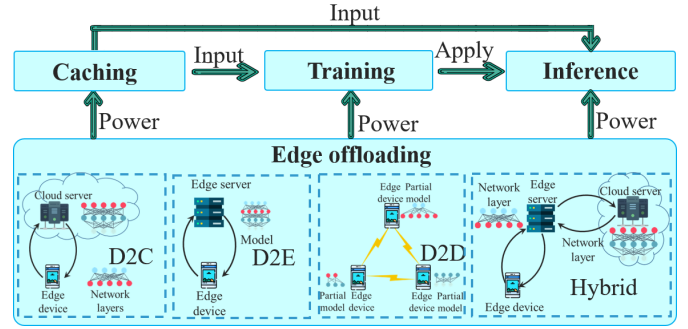 Input
Caching
Input
Training
Apply
Inference
Power
Power
Power
Edge offloading
Cloud server
Edge
device
Network
layers
D2C
Edge server
Model
D2E
Edge device
Edge
device
Partial
model
D2D
Partial
model
Edge
device
Edge
device
Partial
model
Network
layer
Edge
server
Cloud server
Network
layer
Edge device
Hybrid